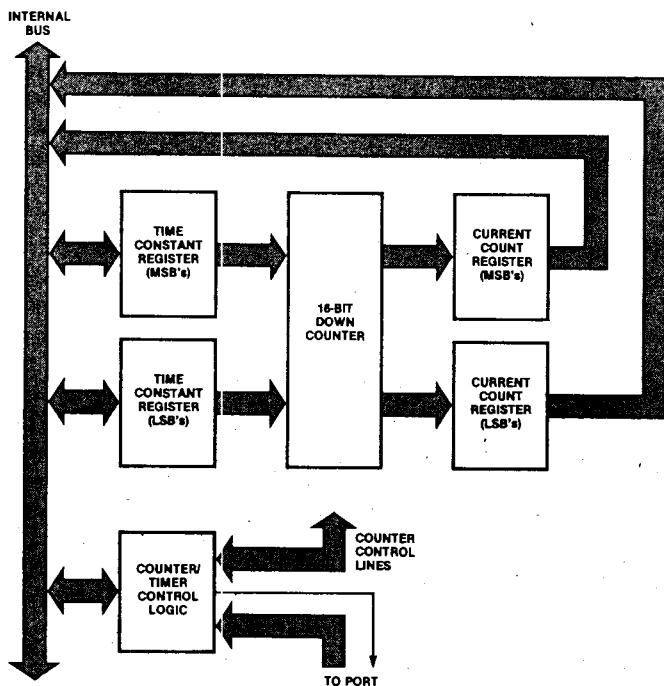 INTERNAL
BUS
TIME
CONSTANT
REGISTER
(MSB's)
16-BIT
DOWN
COUNTER
CURRENT
COUNT
REGISTER
(MSB's)
TIME
CONSTANT
REGISTER
(LSB's)
CURRENT
COUNT
REGISTER
(LSB's)
COUNTER/
TIMER
CONTROL
LOGIC
COUNTER
CONTROL
LINES
TO PORT